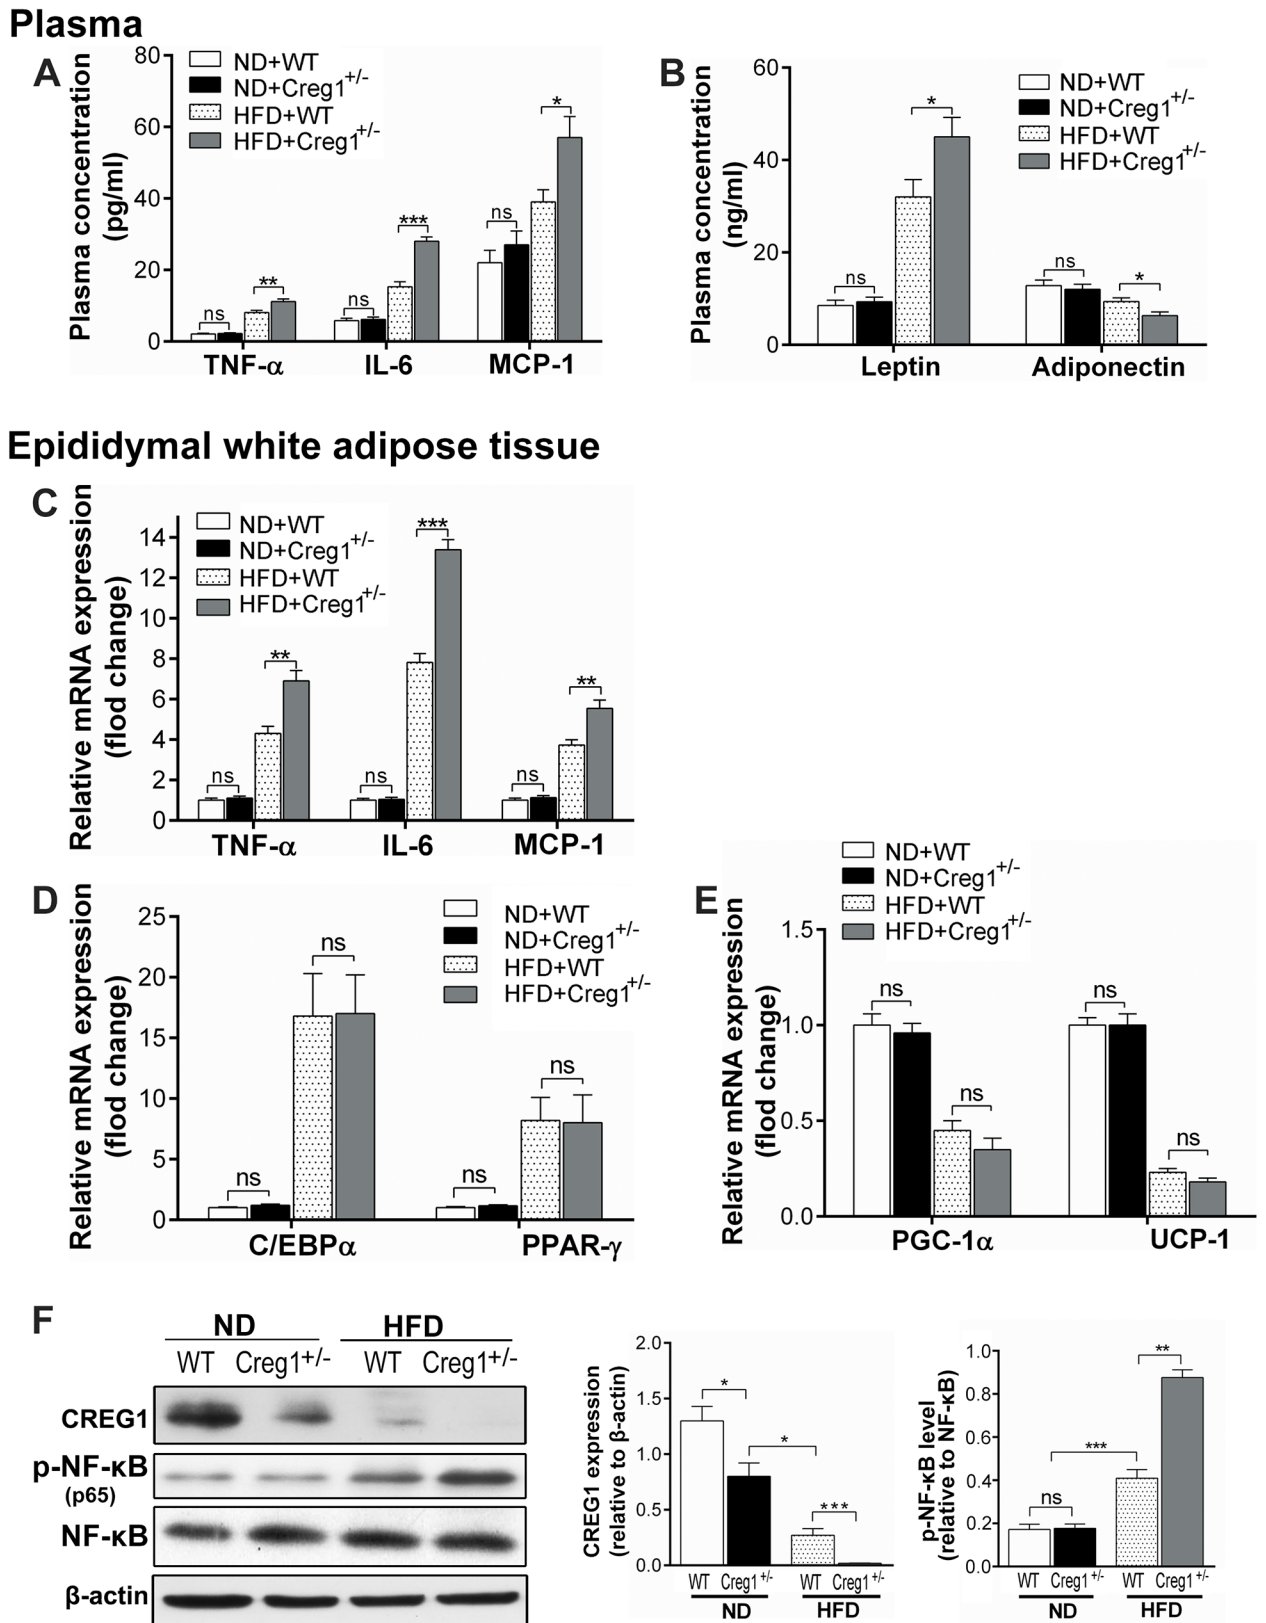 Plasma
A
Plasma concentration
(pg/ml)
80
60
40
20
0
ND+WT
ND+Creg1+/-
HFD+WT
HFD+Creg1+/-
ns
**
ns
***
ns
*
TNF-α
IL-6
MCP-1
B
Plasma concentration
(ng/ml)
60
40
20
0
ND+WT
ND+Creg1+/-
HFD+WT
HFD+Creg1+/-
ns
*
ns
*
Leptin
Adiponectin
Epididymal white adipose tissue
C
Relative mRNA expression
(flod change)
14
12
10
8
6
4
2
0
ND+WT
ND+Creg1+/-
HFD+WT
HFD+Creg1+/-
ns
**
ns
***
ns
**
TNF-α
IL-6
MCP-1
D
Relative mRNA expression
(flod change)
25
20
15
10
5
0
ND+WT
ND+Creg1+/-
HFD+WT
HFD+Creg1+/-
ns
ns
ns
ns
C/EBPα
PPAR-γ
E
Relative mRNA expression
(flod change)
1.5
1.0
0.5
0.0
ND+WT
ND+Creg1+/-
HFD+WT
HFD+Creg1+/-
ns
ns
ns
ns
PGC-1α
UCP-1
F
ND
HFD
WT
Creg1+/-
WT
Creg1+/-
CREG1
p-NF-κB
(p65)
NF-κB
β-actin
CREG1 expression
(relative to β-actin)
2.0
1.5
1.0
0.5
0.0
*
*
***
WT
Creg1+/-
WT
Creg1+/-
ND
HFD
p-NF-κB level
(relative to NF-κB)
1.0
0.8
0.6
0.4
0.2
0.0
ns
***
**
WT
Creg1+/-
WT
Creg1+/-
ND
HFD